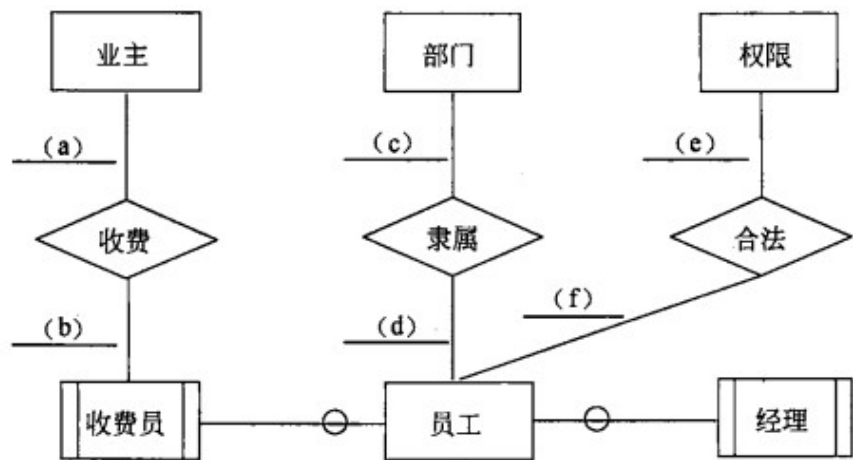 业主 部门 权限
(a) (c) (e)
收费 隶属 合法
(f)
(b) (d)
收费员 员工 经理